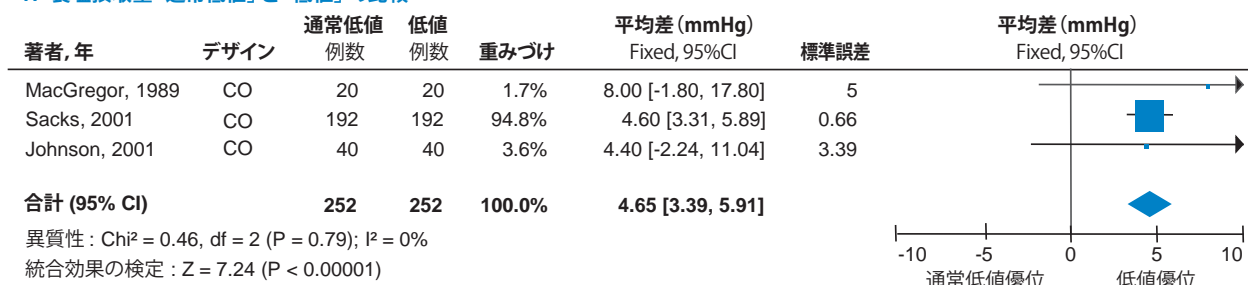 通常低値 低値 平均差(mmHg) 平均差(mmHg)
著者, 年 デザイン 例数 例数 重みづけ Fixed, 95%CI 標準誤差 Fixed, 95%CI
MacGregor, 1989 CO 20 20 1.7% 8.00 [-1.80, 17.80] 5
Sacks, 2001 CO 192 192 94.8% 4.60 [3.31, 5.89] 0.66
Johnson, 2001 CO 40 40 3.6% 4.40 [-2.24, 11.04] 3.39
合計 (95% CI) 252 252 100.0% 4.65 [3.39, 5.91]
異質性 : Chi² = 0.46, df = 2 (P = 0.79); I² = 0%
統合効果の検定 : Z = 7.24 (P < 0.00001)
-10 -5 0 5 10
通常低値優位 低値優位